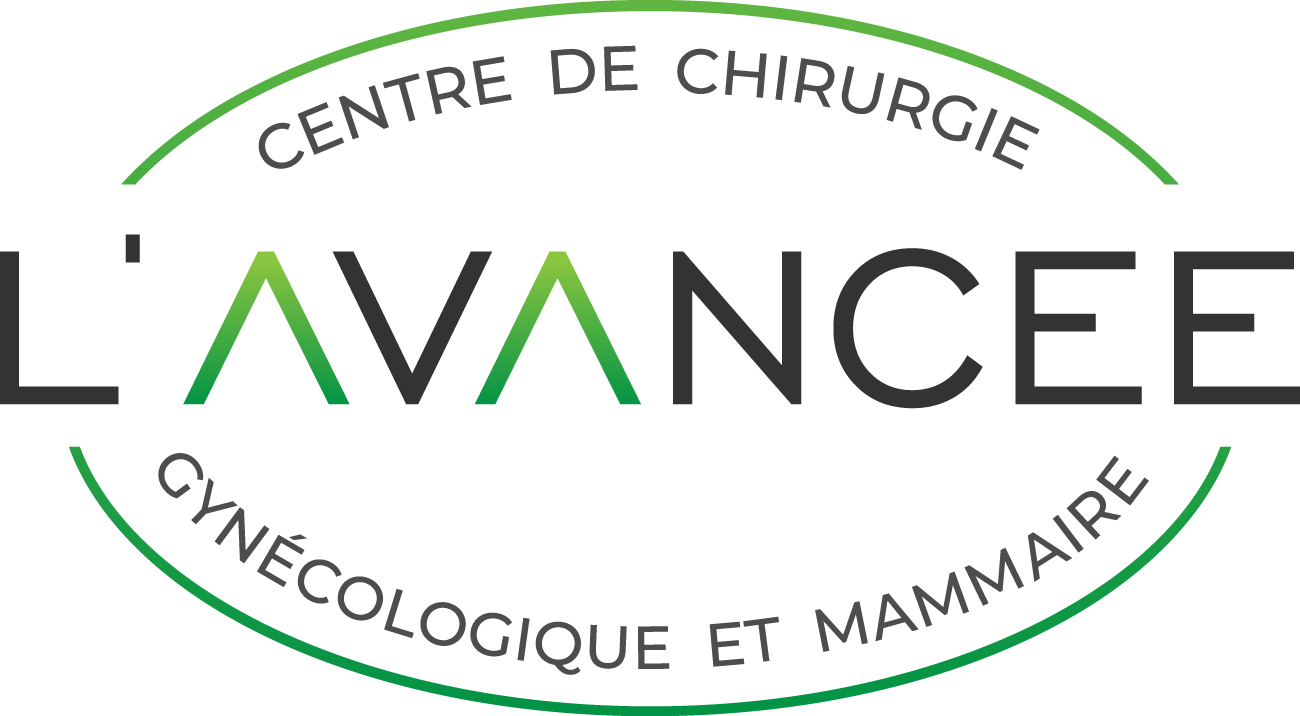 CENTRE DE CHIRURGIE
L'AVANCEE
GYNÉCOLOGIQUE ET MAMMAIRE